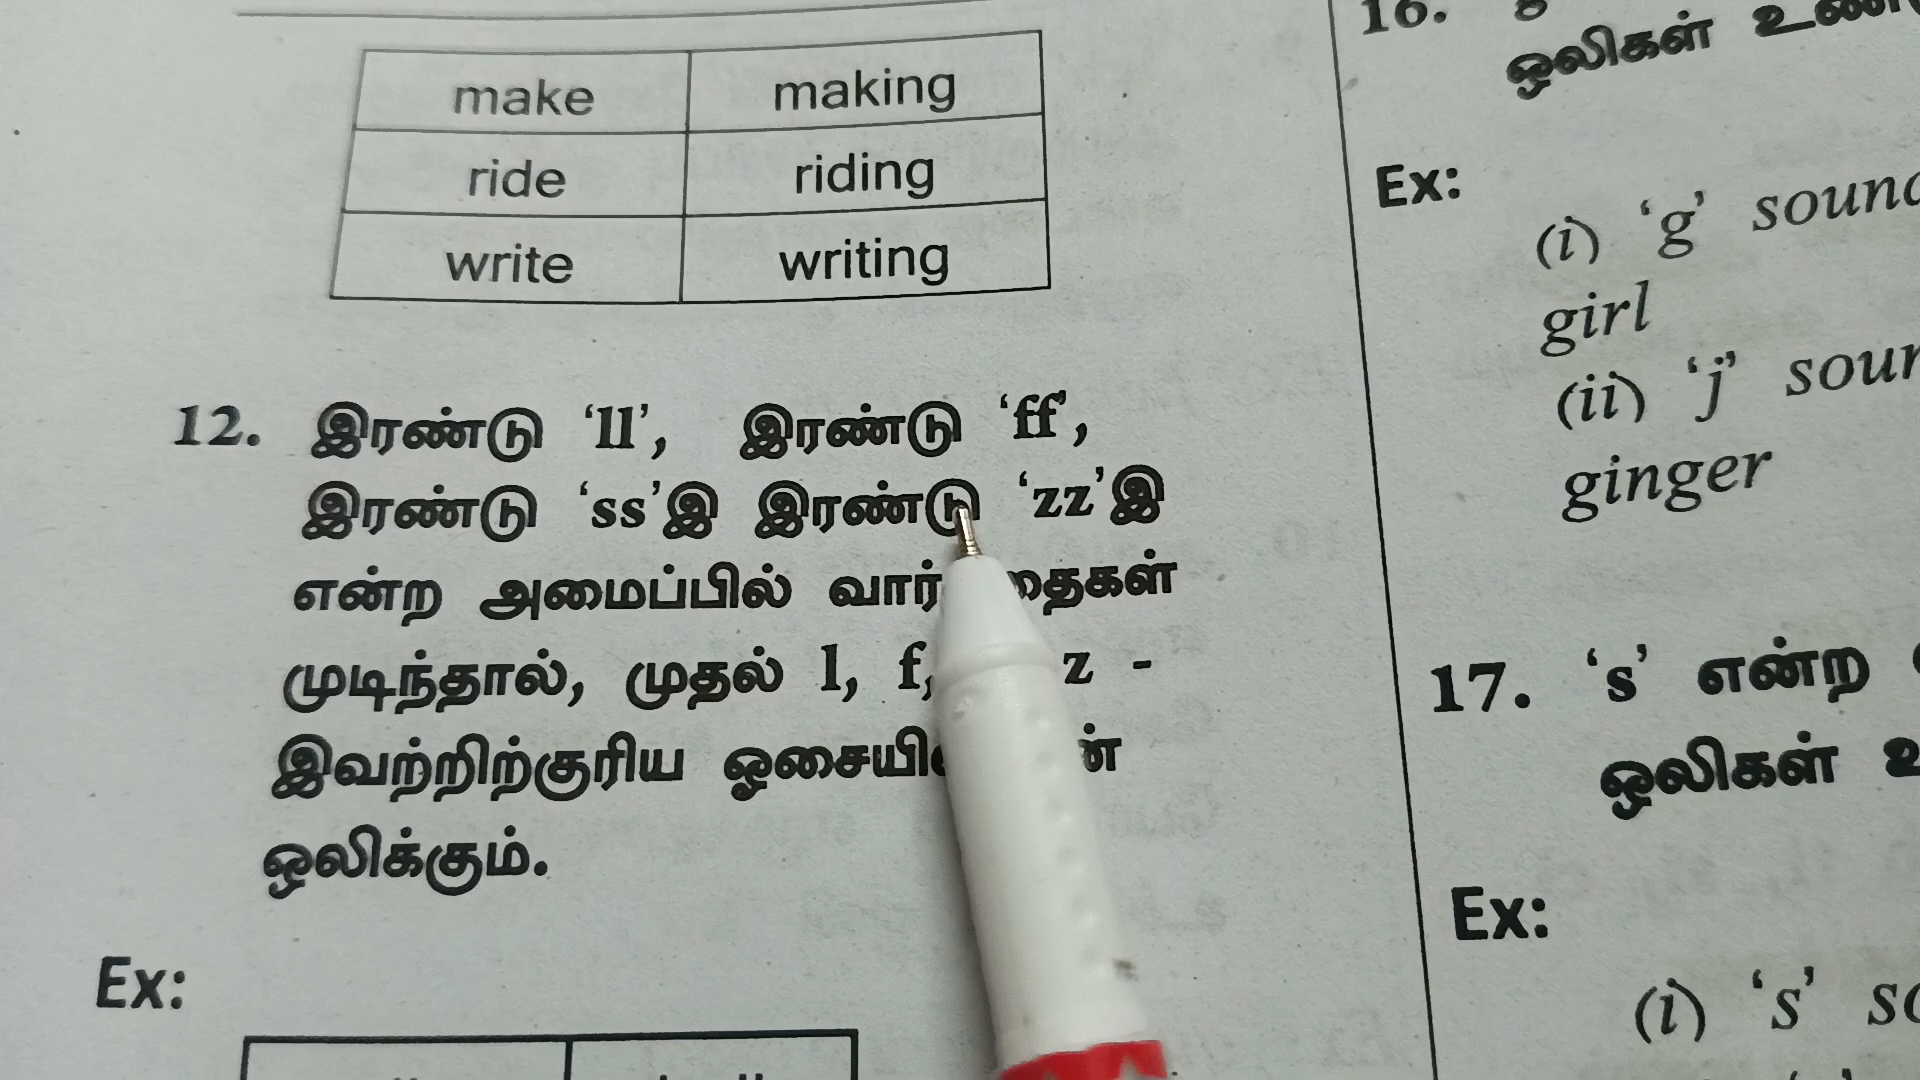 make making
ride riding
write writing
12. இரண்டு ‘ll’, இரண்டு ‘ff’,
இரண்டு ‘ss’இ இரண்டு ‘zz’இ
என்ற அமைப்பில்
முடிந்தால், முதல் l, f, z -
இவற்றிற்குரிய
ஒலிக்கும்.
Ex:
16.
ஒலிகள்
Ex:
(i) ‘g’ sound
girl
(ii) ‘j’
ginger
17. ‘s’ என்ற
ஒலிகள்
Ex:
(i) ‘s’